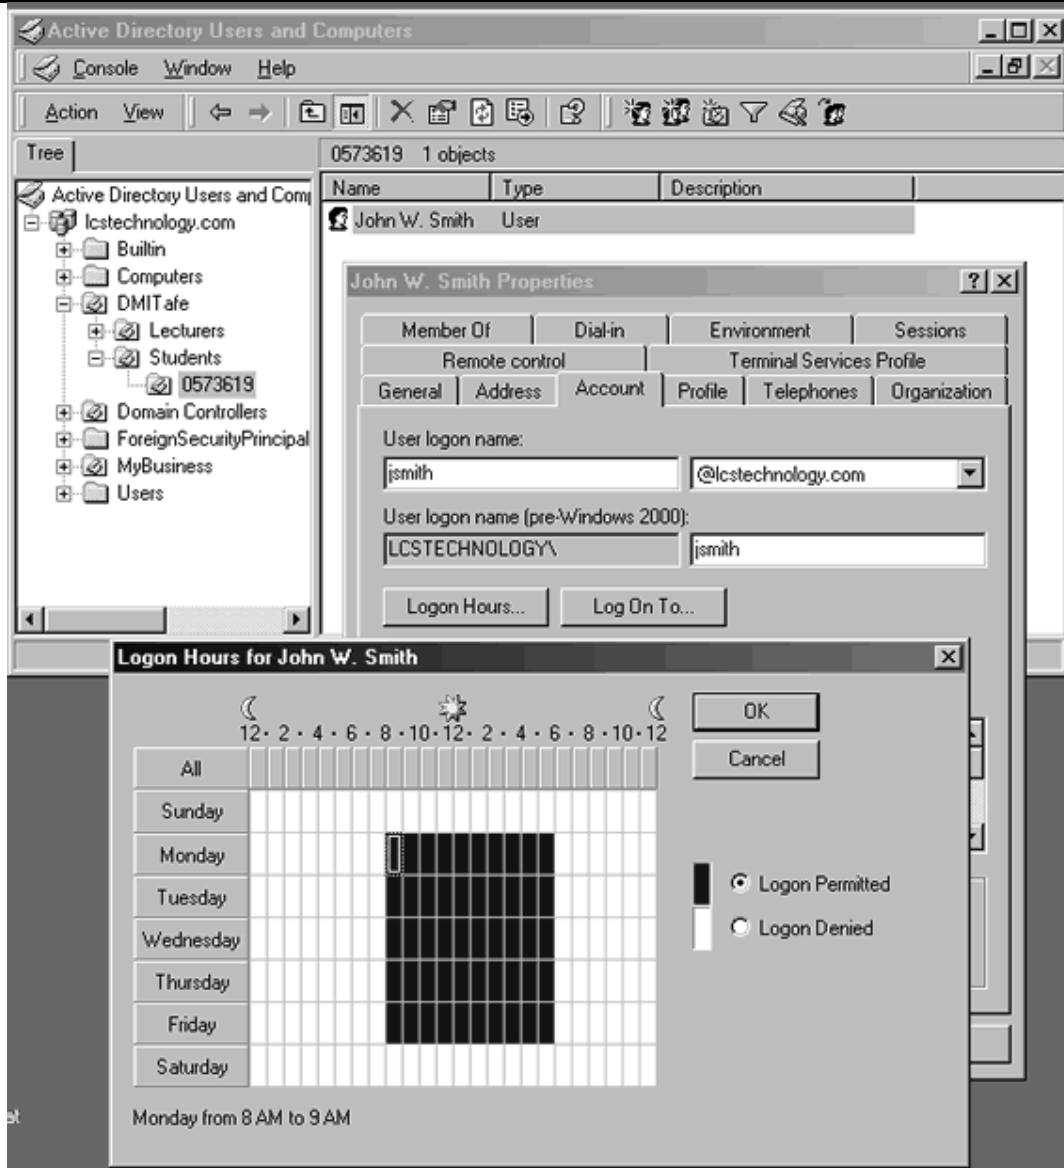 Active Directory Users and Computers
Console Window Help
Action View
Tree
0573619 1 objects
Active Directory Users and Comp
lcstechnology.com
Builtin
Computers
DMITafe
Lecturers
Students
0573619
Domain Controllers
ForeignSecurityPrincipal
MyBusiness
Users
Name Type Description
John W. Smith User
John W. Smith Properties
Member Of Dial-in Environment Sessions
Remote control Terminal Services Profile
General Address Account Profile Telephones Organization
User logon name:
jsmith @lcstechnology.com
User logon name (pre-Windows 2000):
LCSTECHNOLOGY\ jsmith
Logon Hours... Log On To...
Logon Hours for John W. Smith
12 · 2 · 4 · 6 · 8 · 10 · 12 · 2 · 4 · 6 · 8 · 10 · 12
All
Sunday
Monday
Tuesday
Wednesday
Thursday
Friday
Saturday
OK
Cancel
Logon Permitted
Logon Denied
Monday from 8 AM to 9 AM